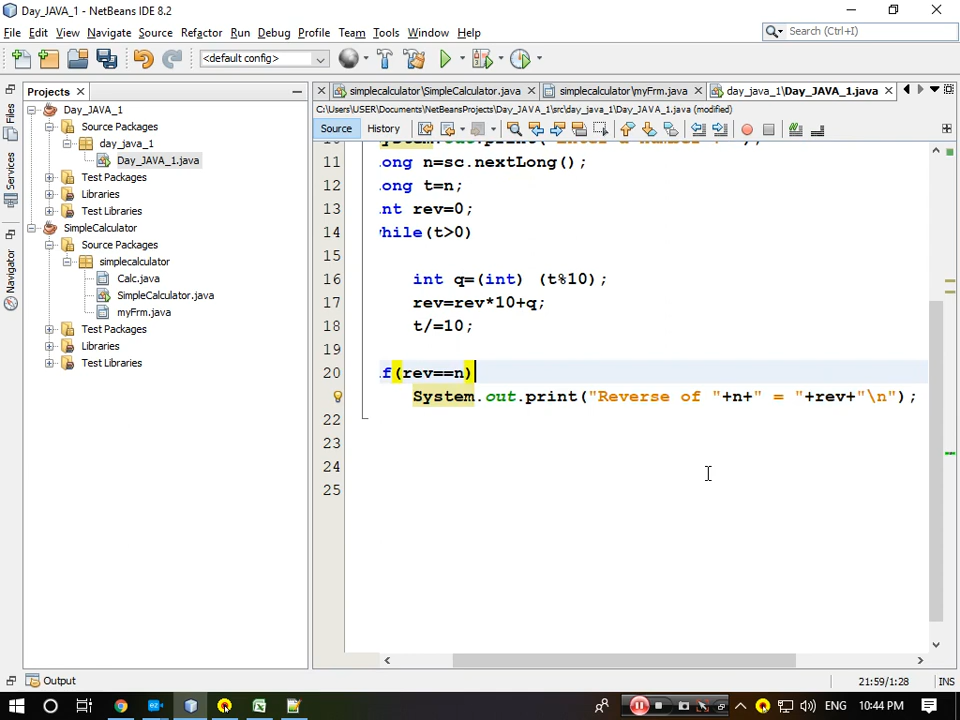 Day_JAVA_1 - NetBeans IDE 8.2
File Edit View Navigate Source Refactor Run Debug Profile Team Tools Window Help
Search (Ctrl+I)
<default config>
Projects
simplecalculator\SimpleCalculator.java
simplecalculator\myFrm.java
day_java_1\Day_JAVA_1.java
C:\Users\USER\Documents\NetBeansProjects\Day_JAVA_1\src\day_java_1\Day_JAVA_1.java (modified)
Source History
Files
Services
Navigator
Day_JAVA_1
Source Packages
day_java_1
Day_JAVA_1.java
Test Packages
Libraries
Test Libraries
SimpleCalculator
Source Packages
simplecalculator
Calc.java
SimpleCalculator.java
myFrm.java
Test Packages
Libraries
Test Libraries
11 ong n=sc.nextLong();
12 ong t=n;
13 nt rev=0;
14 hile(t>0)
15
16 int q=(int) (t%10);
17 rev=rev*10+q;
18 t/=10;
19
20 f(rev==n)
System.out.print("Reverse of "+n+" = "+rev+"\n");
22
23
24
25
Output
21:59/1:28 INS
ENG 10:44 PM